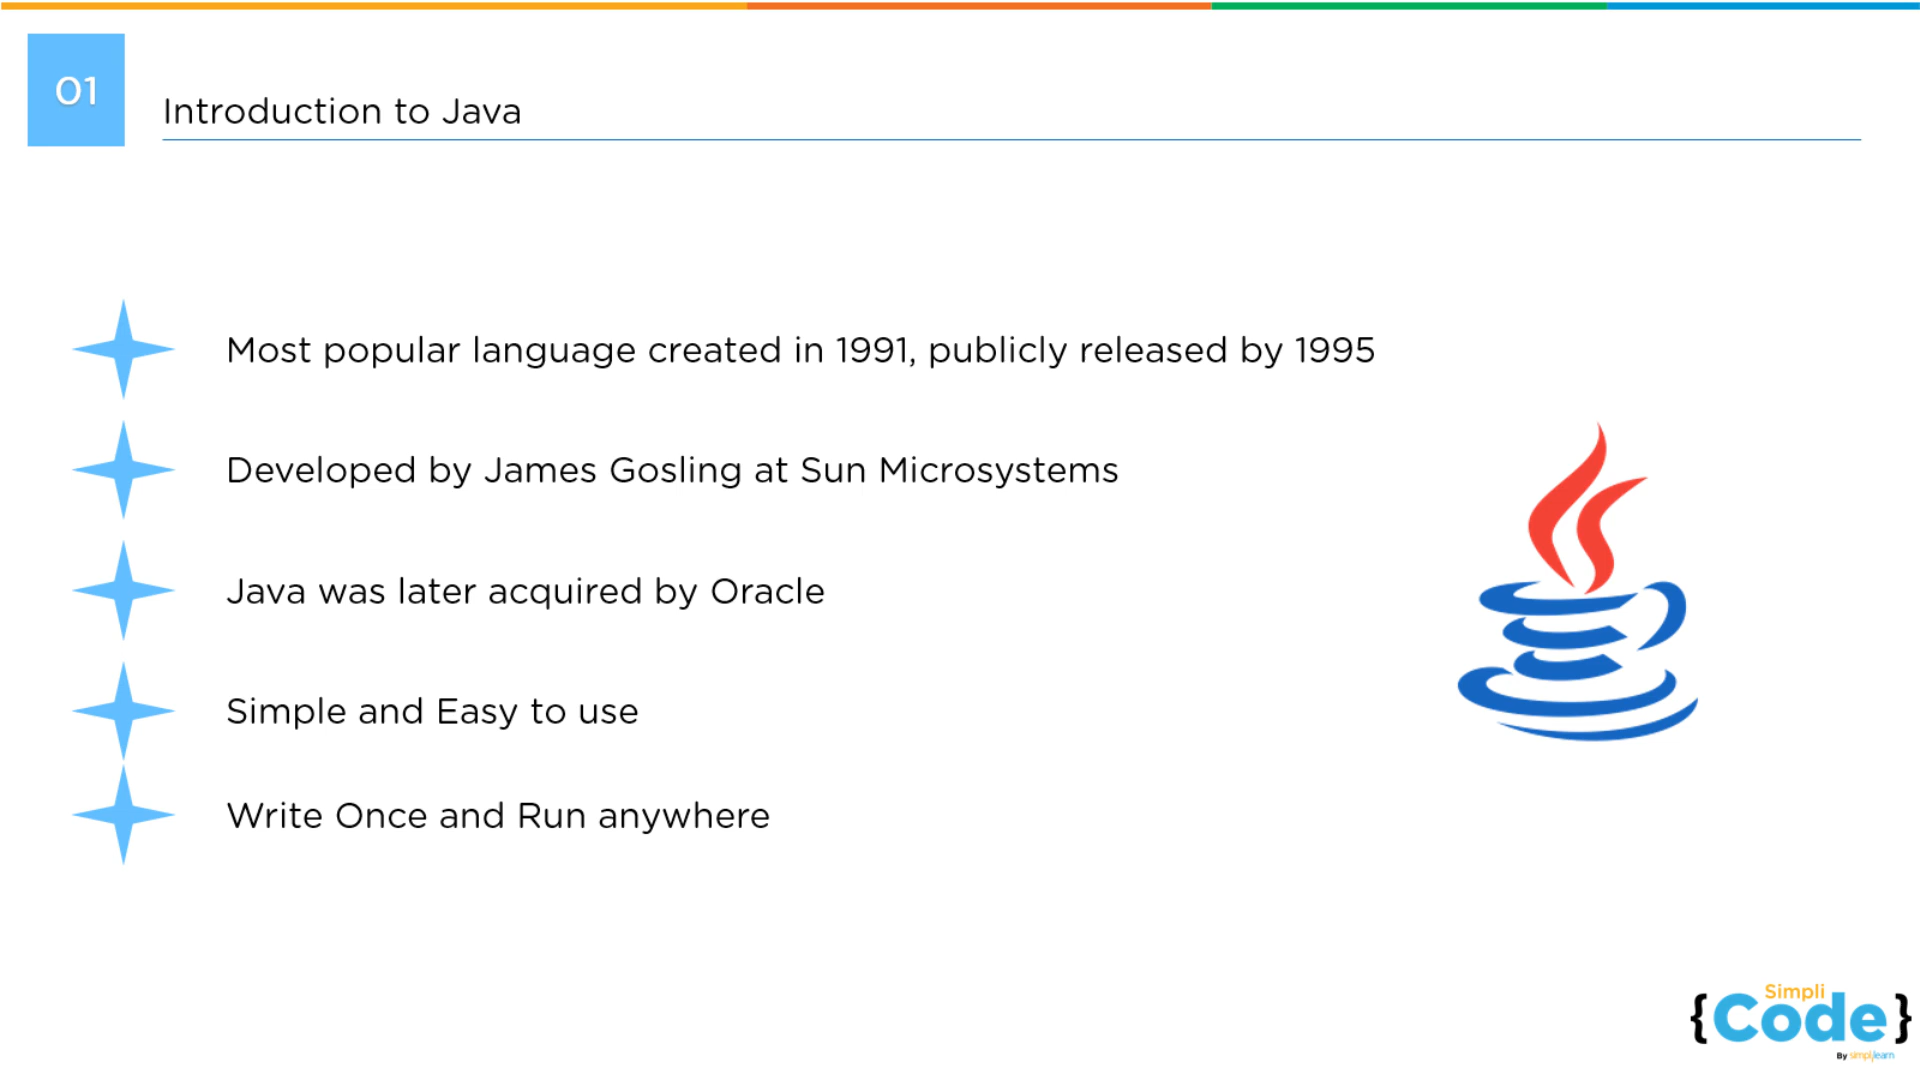 01
Introduction to Java
Most popular language created in 1991, publicly released by 1995
Developed by James Gosling at Sun Microsystems
Java was later acquired by Oracle
Simple and Easy to use
Write Once and Run anywhere
Simpli
{Code}
By simplilearn